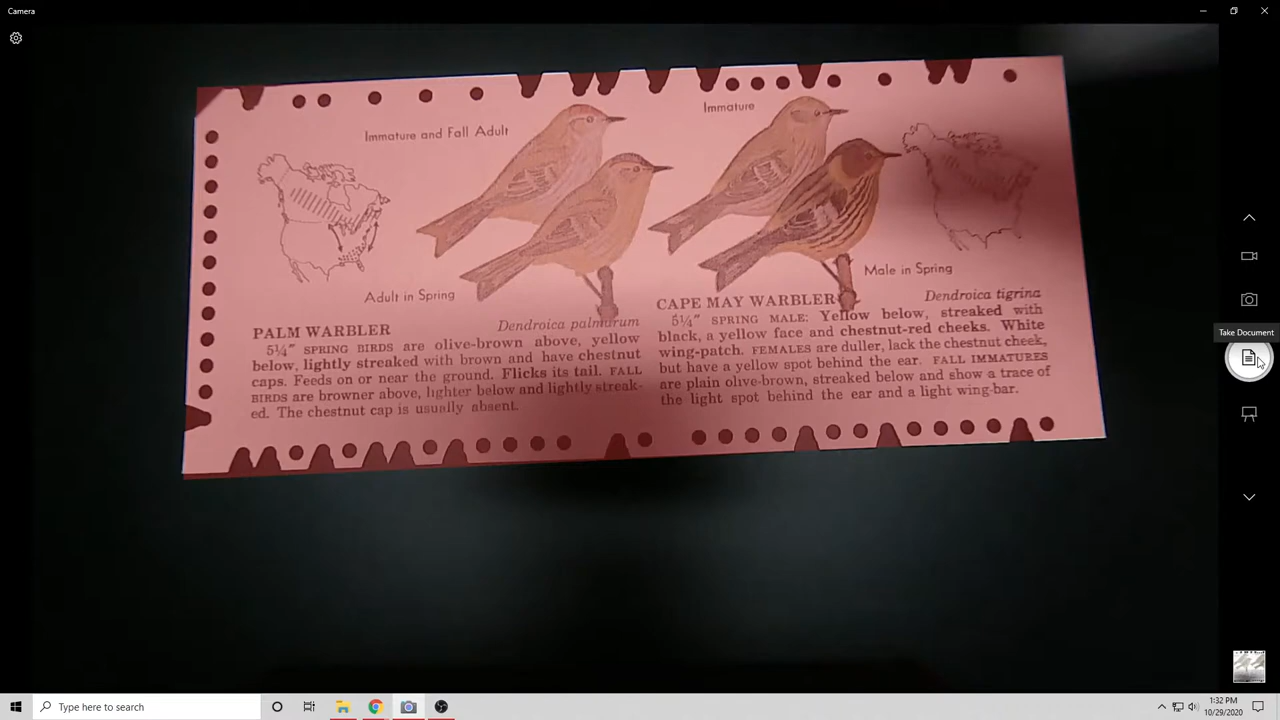 Camera
Immature and Fall Adult
Immature
Adult in Spring
Male in Spring
PALM WARBLER
Dendroica palmarum
5¼″ SPRING BIRDS are olive-brown above, yellow
below, lightly streaked with brown and have chestnut
caps. Feeds on or near the ground. Flicks its tail. FALL
BIRDS are browner above, lighter below and lightly streak-
ed. The chestnut cap is usually absent.
CAPE MAY WARBLER
Dendroica tigrina
5¼″ SPRING MALE: Yellow below, streaked with
black, a yellow face and chestnut-red cheeks. White
wing-patch. FEMALES are duller, lack the chestnut cheek,
but have a yellow spot behind the ear. FALL IMMATURES
are plain olive-brown, streaked below and show a trace of
the light spot behind the ear and a light wing-bar.
Take Document
Type here to search
1:32 PM
10/29/2020